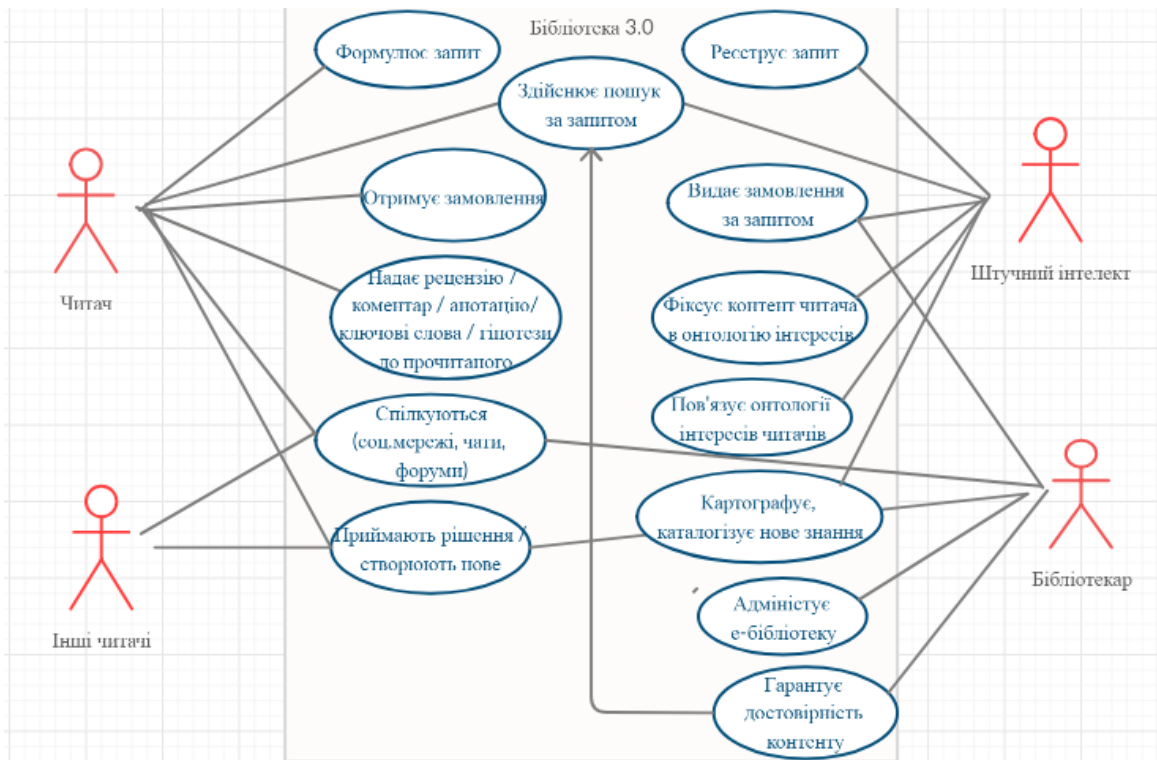 Бібліотека 3.0
Формулює запит
Реєструє запит
Здійснює пошук
за запитом
Отримує замовлення
Видає замовлення
за запитом
Читач
Штучний інтелект
Надає рецензію /
коментар / анотацію/
ключові слова / гіпотези
до прочитаного
Фіксує контент читача
в онтологію інтересів
Спілкуються
(соц.мережі, чати,
форуми)
Пов'язує онтології
інтересів читачів
Приймають рішення /
створюють нове
Картографує,
каталогізує нове знання
Інші читачі
Бібліотекар
Адміністує
е-бібліотеку
Гарантує
достовірність
контенту